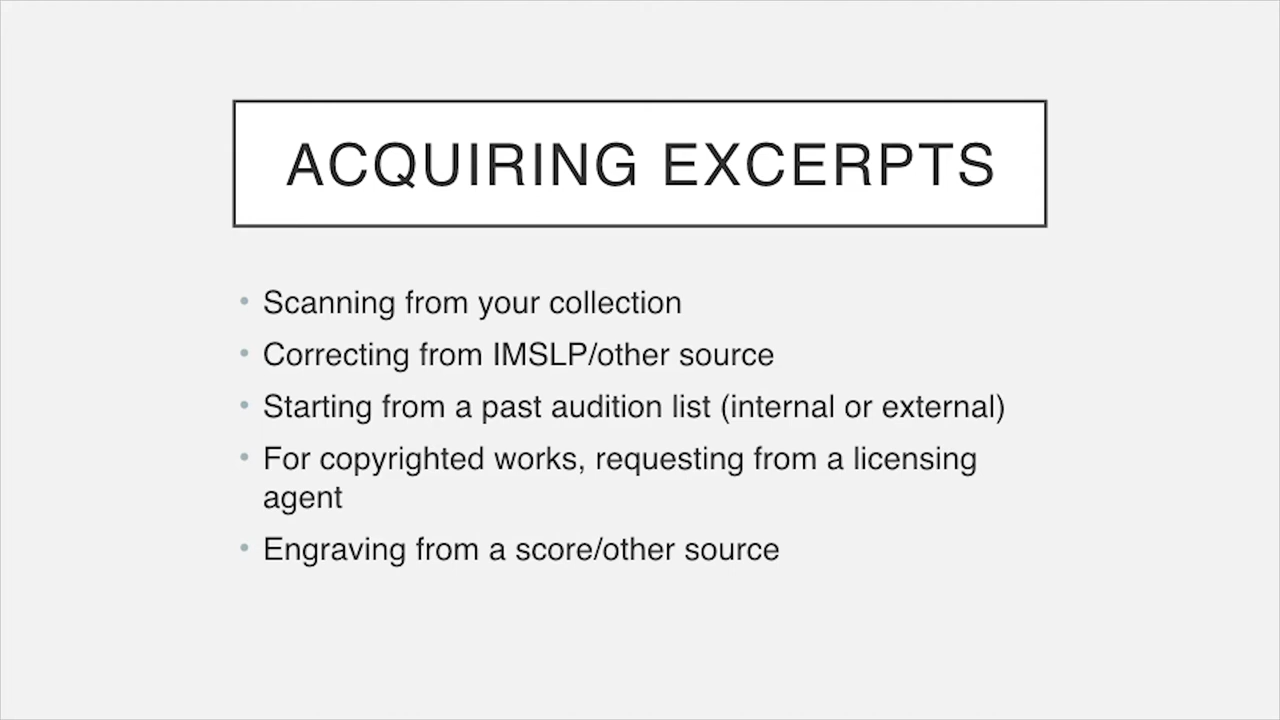 ACQUIRING EXCERPTS
• Scanning from your collection
• Correcting from IMSLP/other source
• Starting from a past audition list (internal or external)
• For copyrighted works, requesting from a licensing
agent
• Engraving from a score/other source